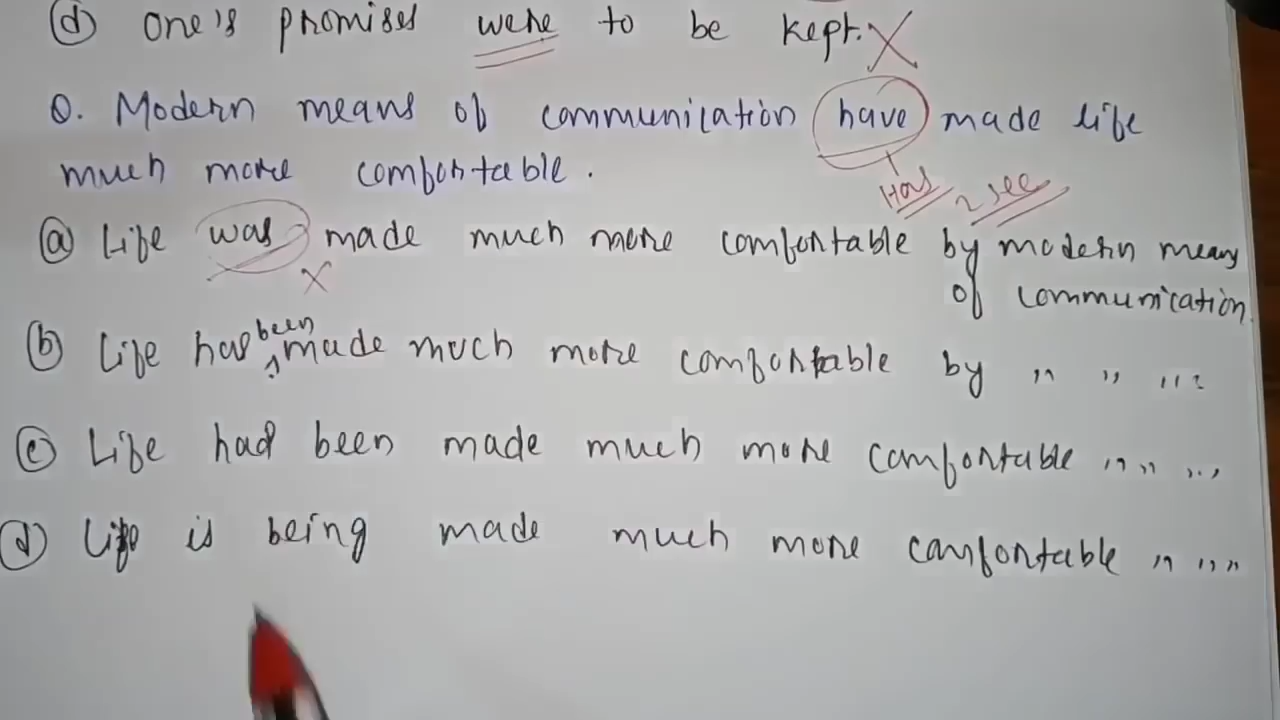 (d) One's promises were to be kept. X
Q. Modern means of communication have made life
much more comfortable.
Has 2 sec
(a) Life was made much more comfortable by modern means
X
of communication.
(b) Life has been made much more comfortable by " " ...
(c) Life had been made much more comfortable " " ...
(d) Life is being made much more comfortable " " "